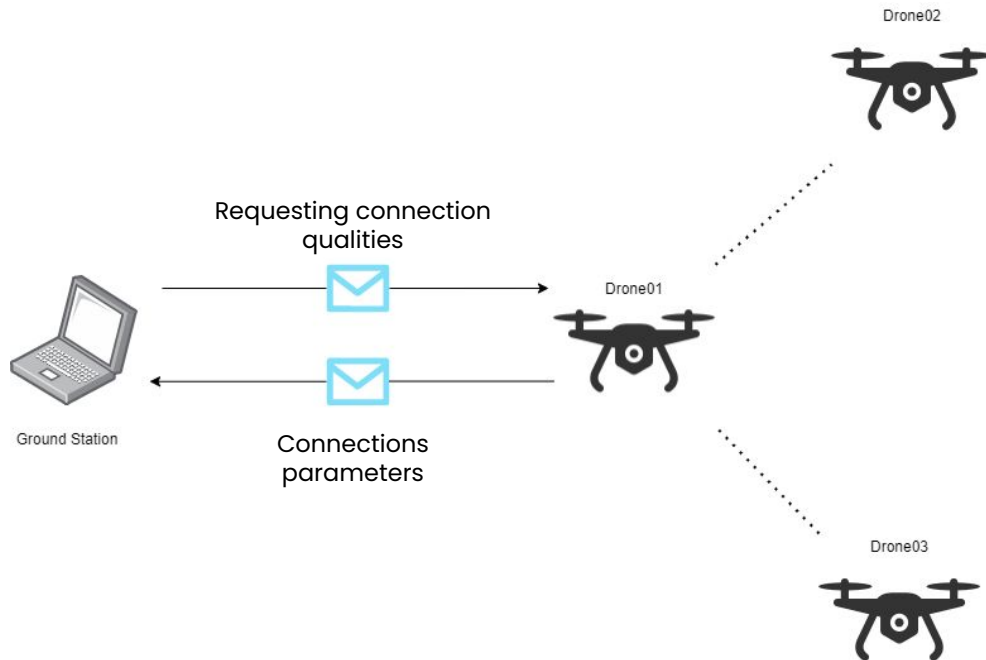 Drone02
Requesting connection
qualities
Drone01
Ground Station
Connections
parameters
Drone03